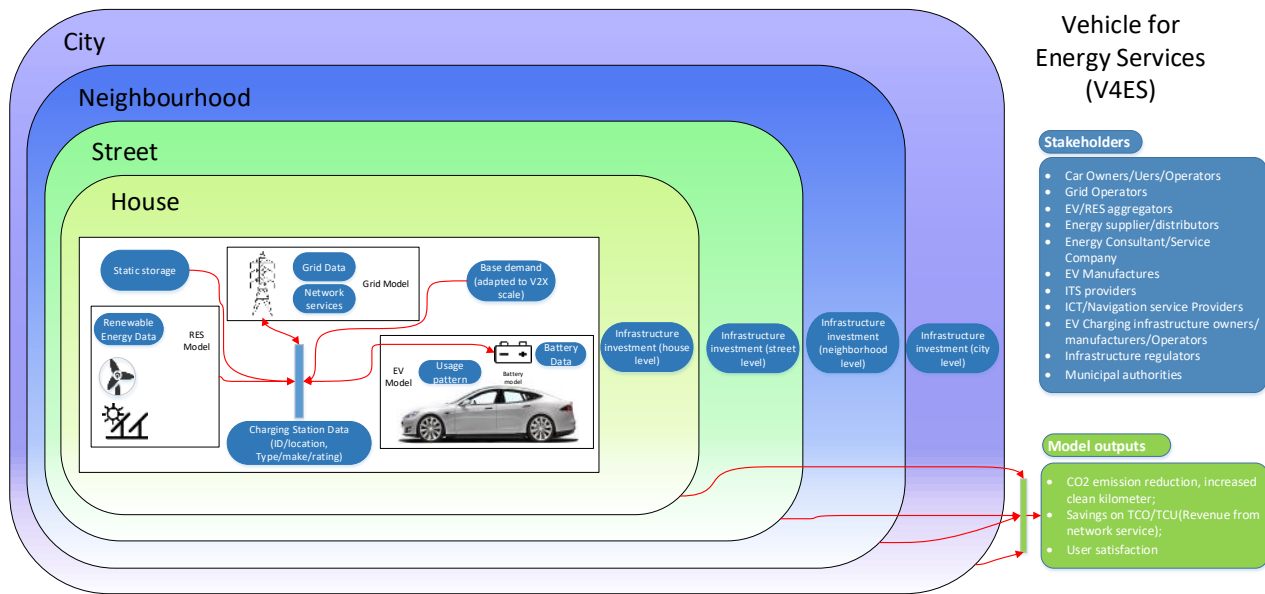 City
Neighbourhood
Street
House
Static storage
Grid Data
Network
services
Grid Model
Base demand
(adapted to V2X
scale)
Renewable
Energy Data
RES
Model
EV
Model
Usage
pattern
Battery
model
Battery
Data
Charging Station Data
(ID/location,
Type/make/rating)
Infrastructure
investment (house
level)
Infrastructure
investment (street
level)
Infrastructure
investment
(neighborhood
level)
Infrastructure
investment (city
level)
Vehicle for
Energy Services
(V4ES)
Stakeholders
• Car Owners/Uers/Operators
• Grid Operators
• EV/RES aggregators
• Energy supplier/distributors
• Energy Consultant/Service
Company
• EV Manufactures
• ITS providers
• ICT/Navigation service Providers
• EV Charging infrastructure owners/
manufacturers/Operators
• Infrastructure regulators
• Municipal authorities
Model outputs
• CO2 emission reduction, increased
clean kilometer;
• Savings on TCO/TCU(Revenue from
network service);
• User satisfaction